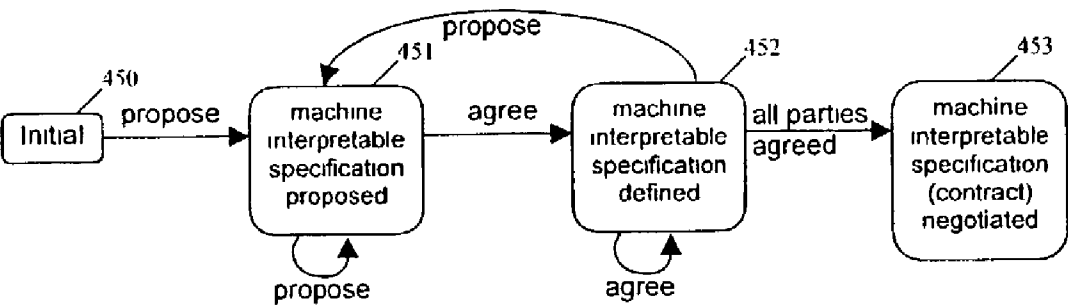 propose
450
451
452
453
Initial
propose
machine
interpretable
specification
proposed
agree
machine
interpretable
specification
defined
all parties
agreed
machine
interpretable
specification
(contract)
negotiated
propose
agree